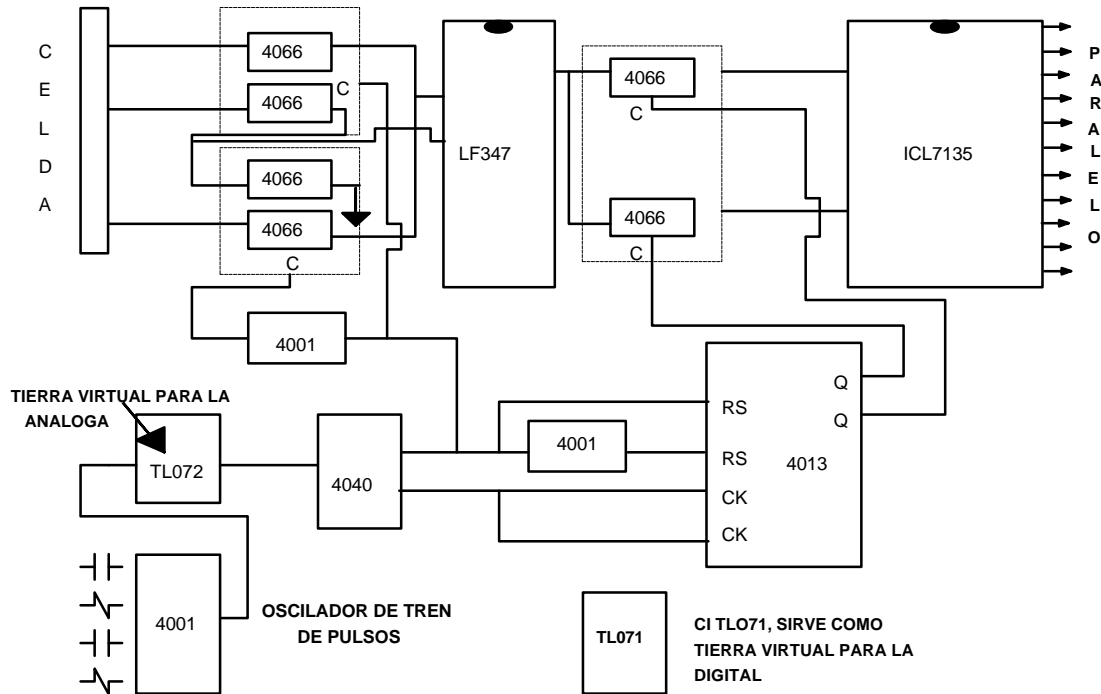 C
E
L
D
A
4066
C
4066
4066
4066
C
LF347
4066
C
4066
C
ICL7135
P
A
R
A
L
E
L
O
4001
TIERRA VIRTUAL PARA LA
ANALOGA
TL072
4040
4001
RS
RS
CK
CK
Q
Q
4013
4001
OSCILADOR DE TREN
DE PULSOS
TL071
CI TLO71, SIRVE COMO
TIERRA VIRTUAL PARA LA
DIGITAL